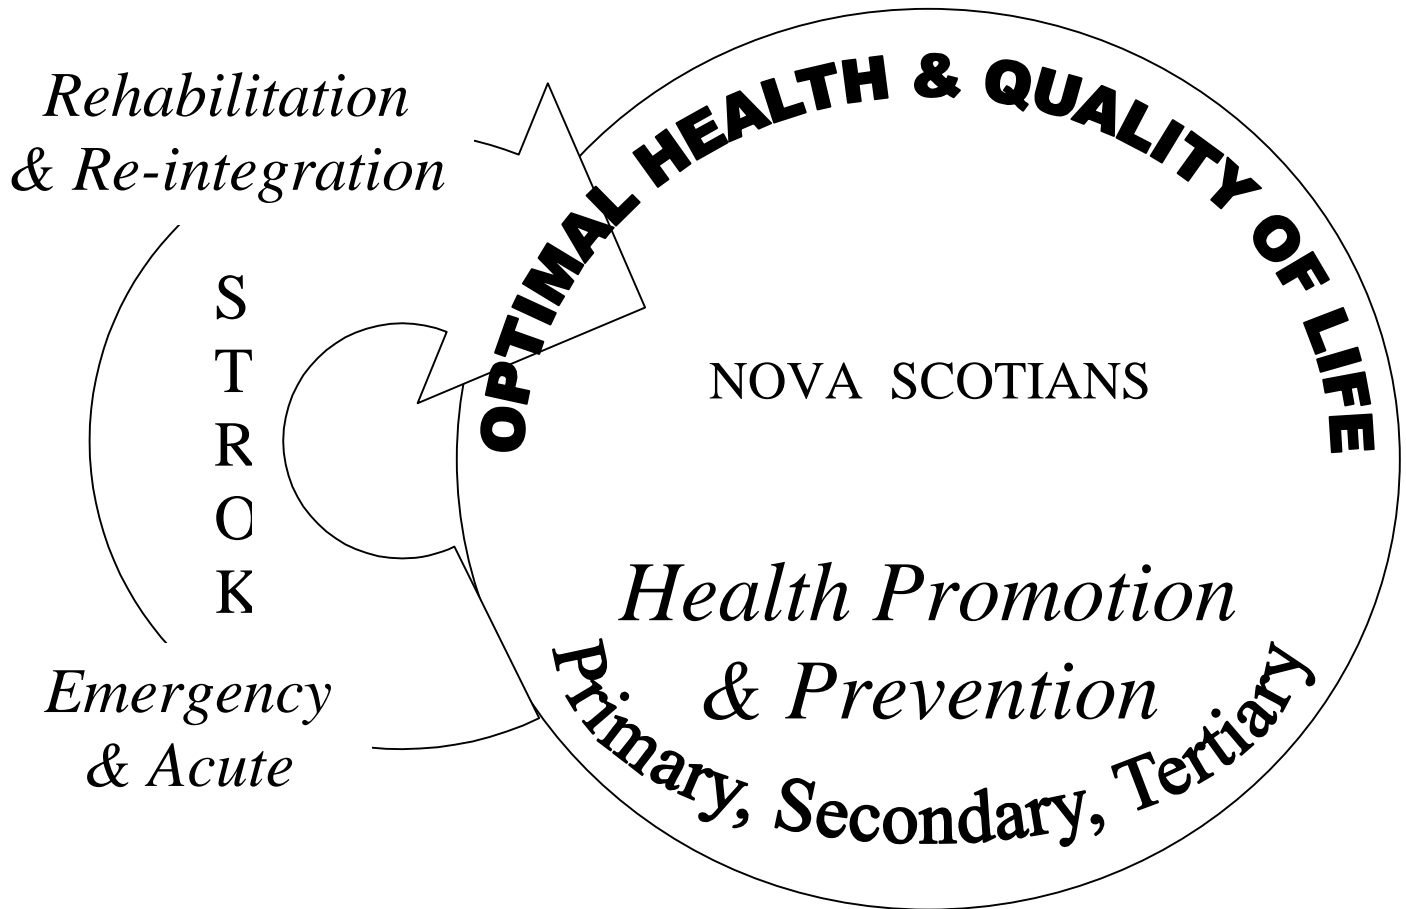 Rehabilitation
& Re-integration
S
T
R
O
K
Emergency
& Acute
OPTIMAL HEALTH & QUALITY OF LIFE
NOVA SCOTIANS
Health Promotion
& Prevention
Primary, Secondary, Tertiary